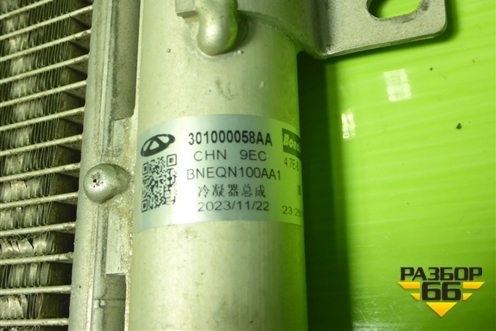 301000058AA
CHN 9EC
BNEQN100AA1
冷凝器总成
2023/11/22
РАЗБОР
66